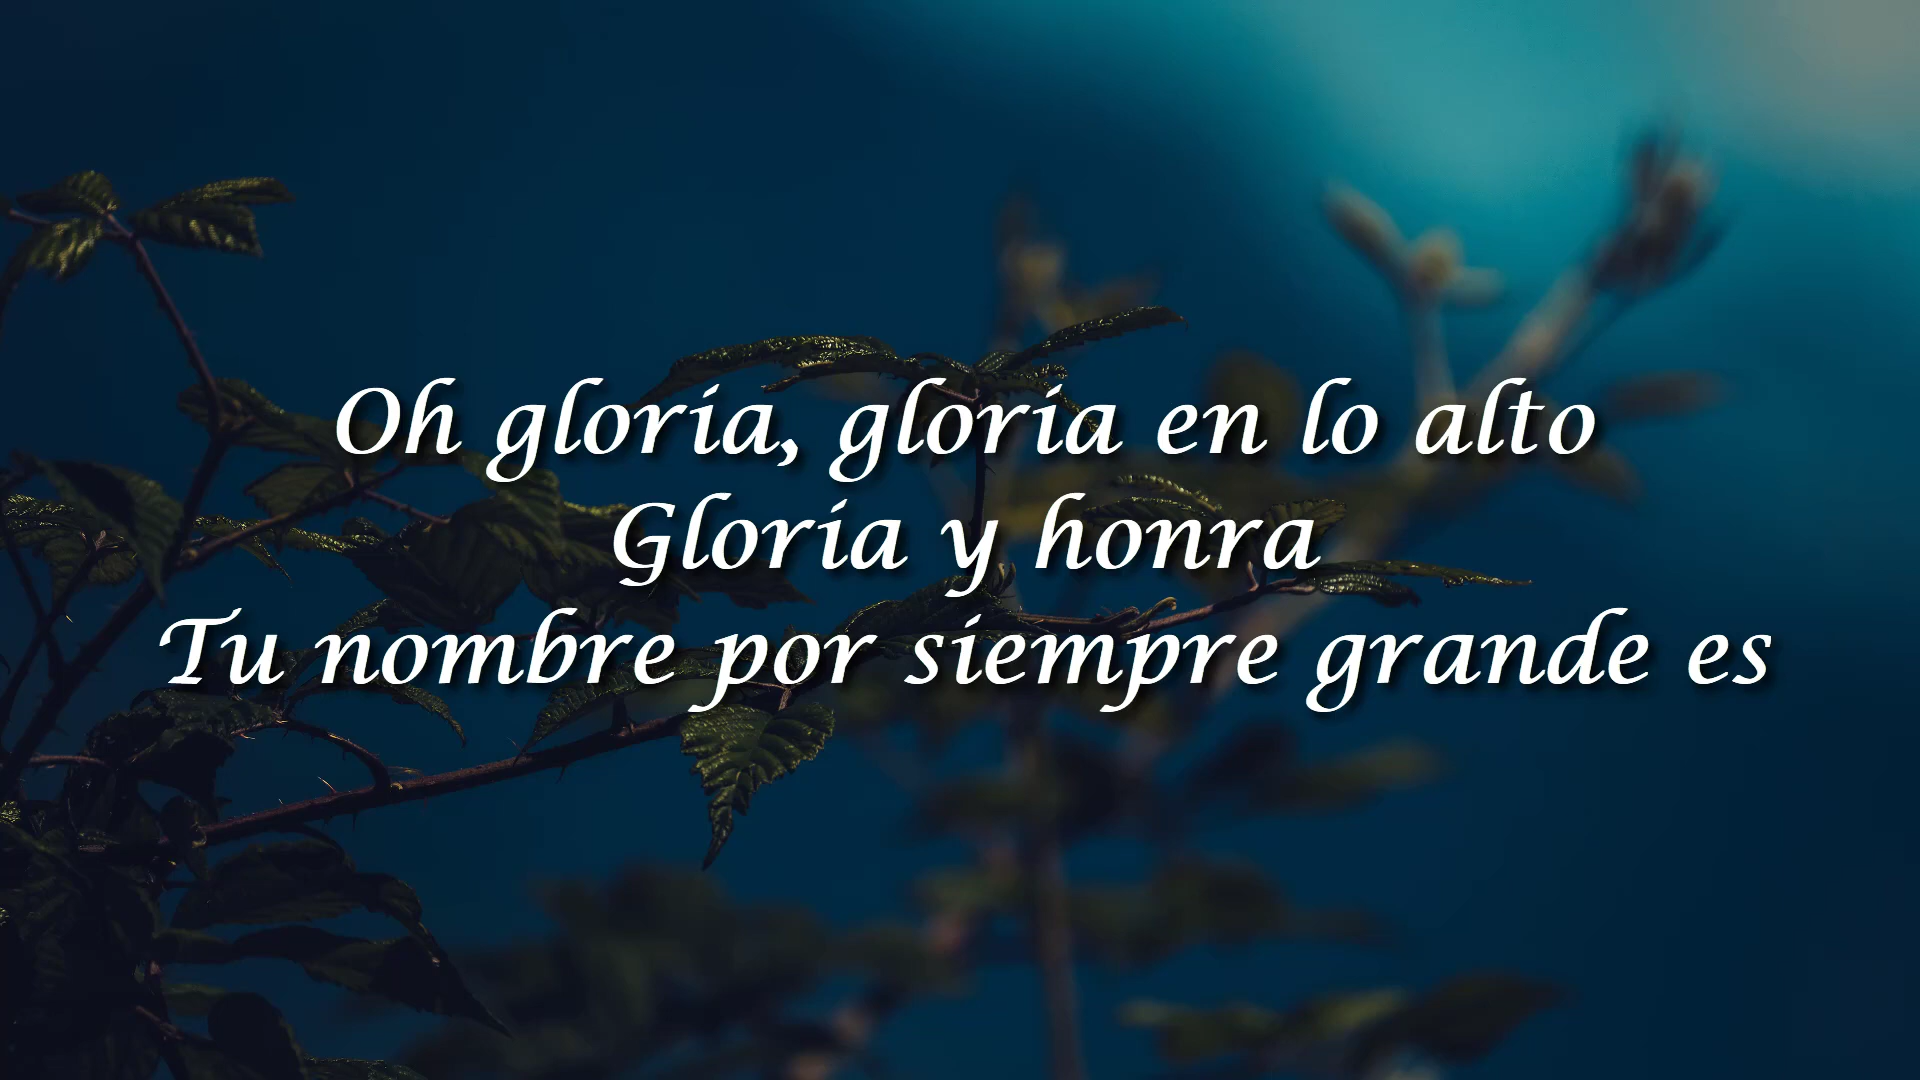 Oh gloria, gloria en lo alto
Gloria y honra
Tu nombre por siempre grande es